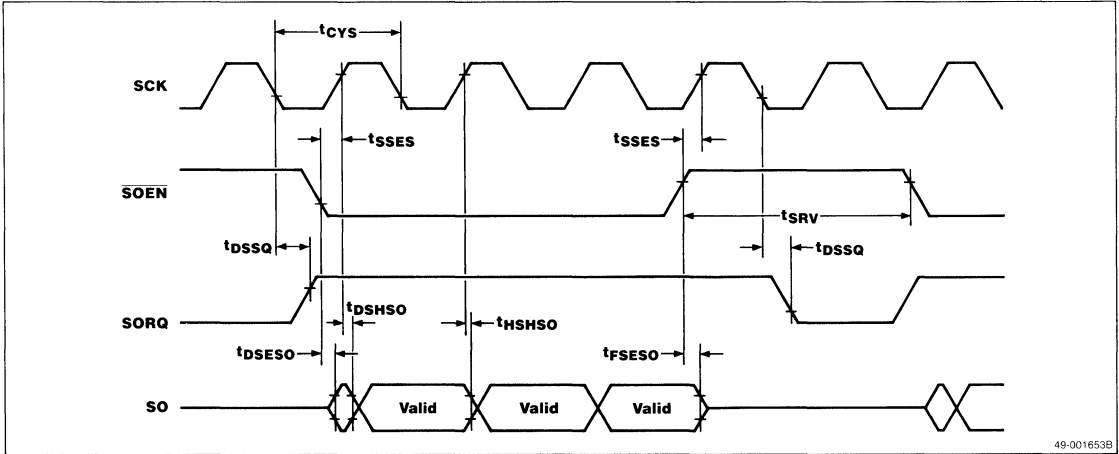 tCYS
SCK
tSSES tSSES
SOEN
tSRV
tDSSQ tDSSQ
SORQ
tDSHSO tHSHSO
tDSESO tFSESO
SO Valid Valid Valid
49-001653B